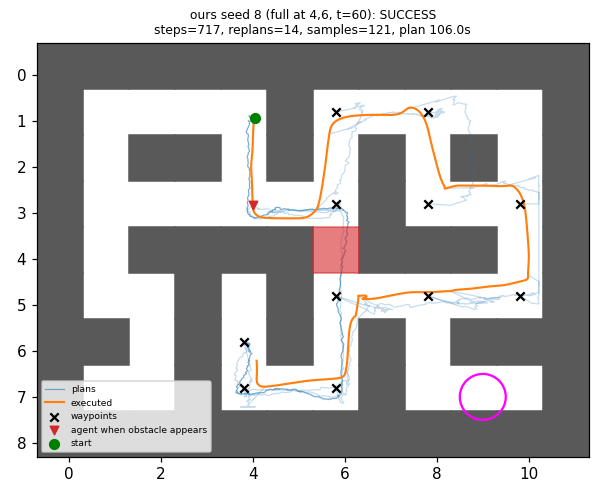 ours seed 8 (full at 4,6, t=60): SUCCESS
steps=717, replans=14, samples=121, plan 106.0s
0
1
2
3
4
5
6
7
8
plans
executed
waypoints
agent when obstacle appears
start
0 2 4 6 8 10